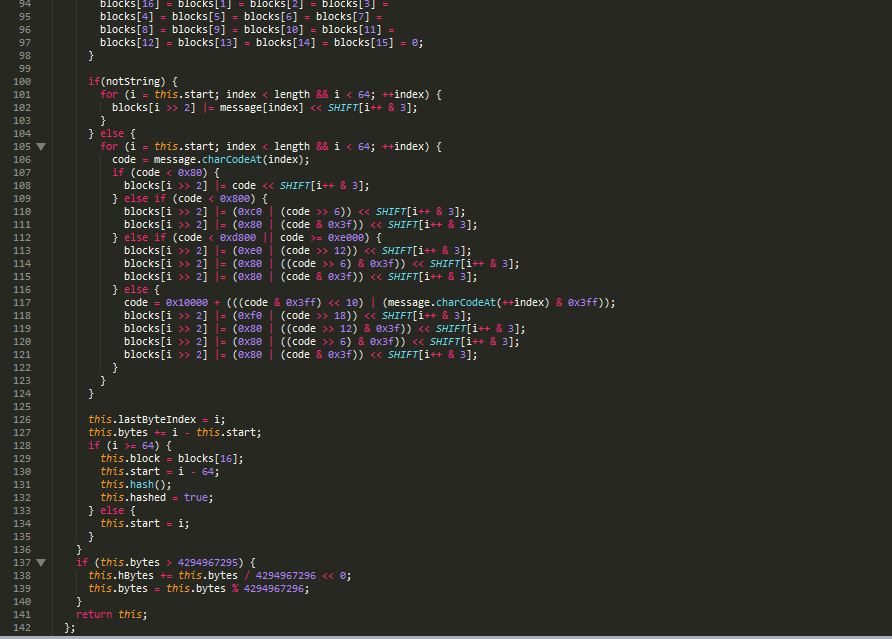 94 blocks[16] = blocks[1] = blocks[2] = blocks[3] =
95 blocks[4] = blocks[5] = blocks[6] = blocks[7] =
96 blocks[8] = blocks[9] = blocks[10] = blocks[11] =
97 blocks[12] = blocks[13] = blocks[14] = blocks[15] = 0;
98 }
99
100 if(notString) {
101 for (i = this.start; index < length && i < 64; ++index) {
102 blocks[i >> 2] |= message[index] << SHIFT[i++ & 3];
103 }
104 } else {
105 for (i = this.start; index < length && i < 64; ++index) {
106 code = message.charCodeAt(index);
107 if (code < 0x80) {
108 blocks[i >> 2] |= code << SHIFT[i++ & 3];
109 } else if (code < 0x800) {
110 blocks[i >> 2] |= (0xc0 | (code >> 6)) << SHIFT[i++ & 3];
111 blocks[i >> 2] |= (0x80 | (code & 0x3f)) << SHIFT[i++ & 3];
112 } else if (code < 0xd800 || code >= 0xe000) {
113 blocks[i >> 2] |= (0xe0 | (code >> 12)) << SHIFT[i++ & 3];
114 blocks[i >> 2] |= (0x80 | ((code >> 6) & 0x3f)) << SHIFT[i++ & 3];
115 blocks[i >> 2] |= (0x80 | (code & 0x3f)) << SHIFT[i++ & 3];
116 } else {
117 code = 0x10000 + (((code & 0x3ff) << 10) | (message.charCodeAt(++index) & 0x3ff));
118 blocks[i >> 2] |= (0xf0 | (code >> 18)) << SHIFT[i++ & 3];
119 blocks[i >> 2] |= (0x80 | ((code >> 12) & 0x3f)) << SHIFT[i++ & 3];
120 blocks[i >> 2] |= (0x80 | ((code >> 6) & 0x3f)) << SHIFT[i++ & 3];
121 blocks[i >> 2] |= (0x80 | (code & 0x3f)) << SHIFT[i++ & 3];
122 }
123 }
124 }
125
126 this.lastByteIndex = i;
127 this.bytes += i - this.start;
128 if (i >= 64) {
129 this.block = blocks[16];
130 this.start = i - 64;
131 this.hash();
132 this.hashed = true;
133 } else {
134 this.start = i;
135 }
136 }
137 if (this.bytes > 4294967295) {
138 this.hBytes += this.bytes / 4294967296 << 0;
139 this.bytes = this.bytes % 4294967296;
140 }
141 return this;
142 };